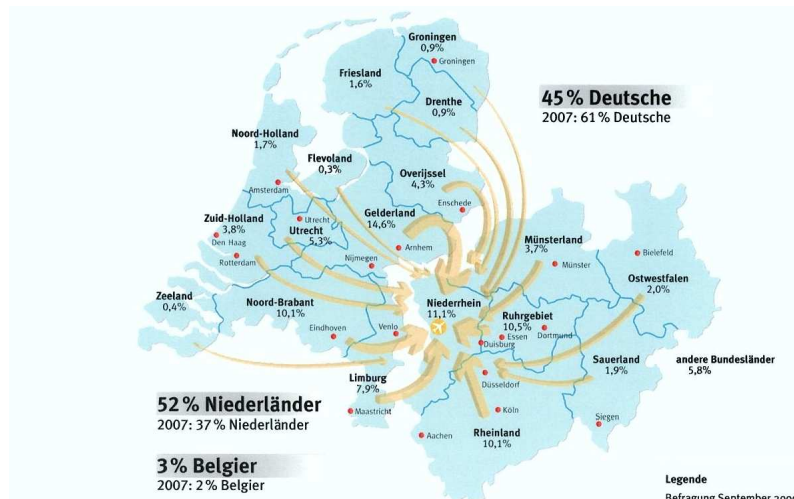 Groningen
0,9%
Groningen
Friesland
1,6%
Drenthe
0,9%
45% Deutsche
2007: 61% Deutsche
Noord-Holland
1,7%
Flevoland
0,3%
Overijssel
4,3%
Amsterdam
Enschede
Zuid-Holland
3,8%
Den Haag
Utrecht
Utrecht
5,3%
Gelderland
14,6%
Arnhem
Rotterdam
Nijmegen
Münsterland
3,7%
Münster
Bielefeld
Ostwestfalen
2,0%
Zeeland
0,4%
Noord-Brabant
10,1%
Eindhoven
Venlo
Niederrhein
11,1%
Ruhrgebiet
10,5%
Essen
Dortmund
Duisburg
Sauerland
1,9%
andere Bundesländer
5,8%
Limburg
7,9%
Düsseldorf
52% Niederländer
2007: 37% Niederländer
Maastricht
Köln
Siegen
Aachen
Rheinland
10,1%
3% Belgier
2007: 2% Belgier
Legende
Befragung September